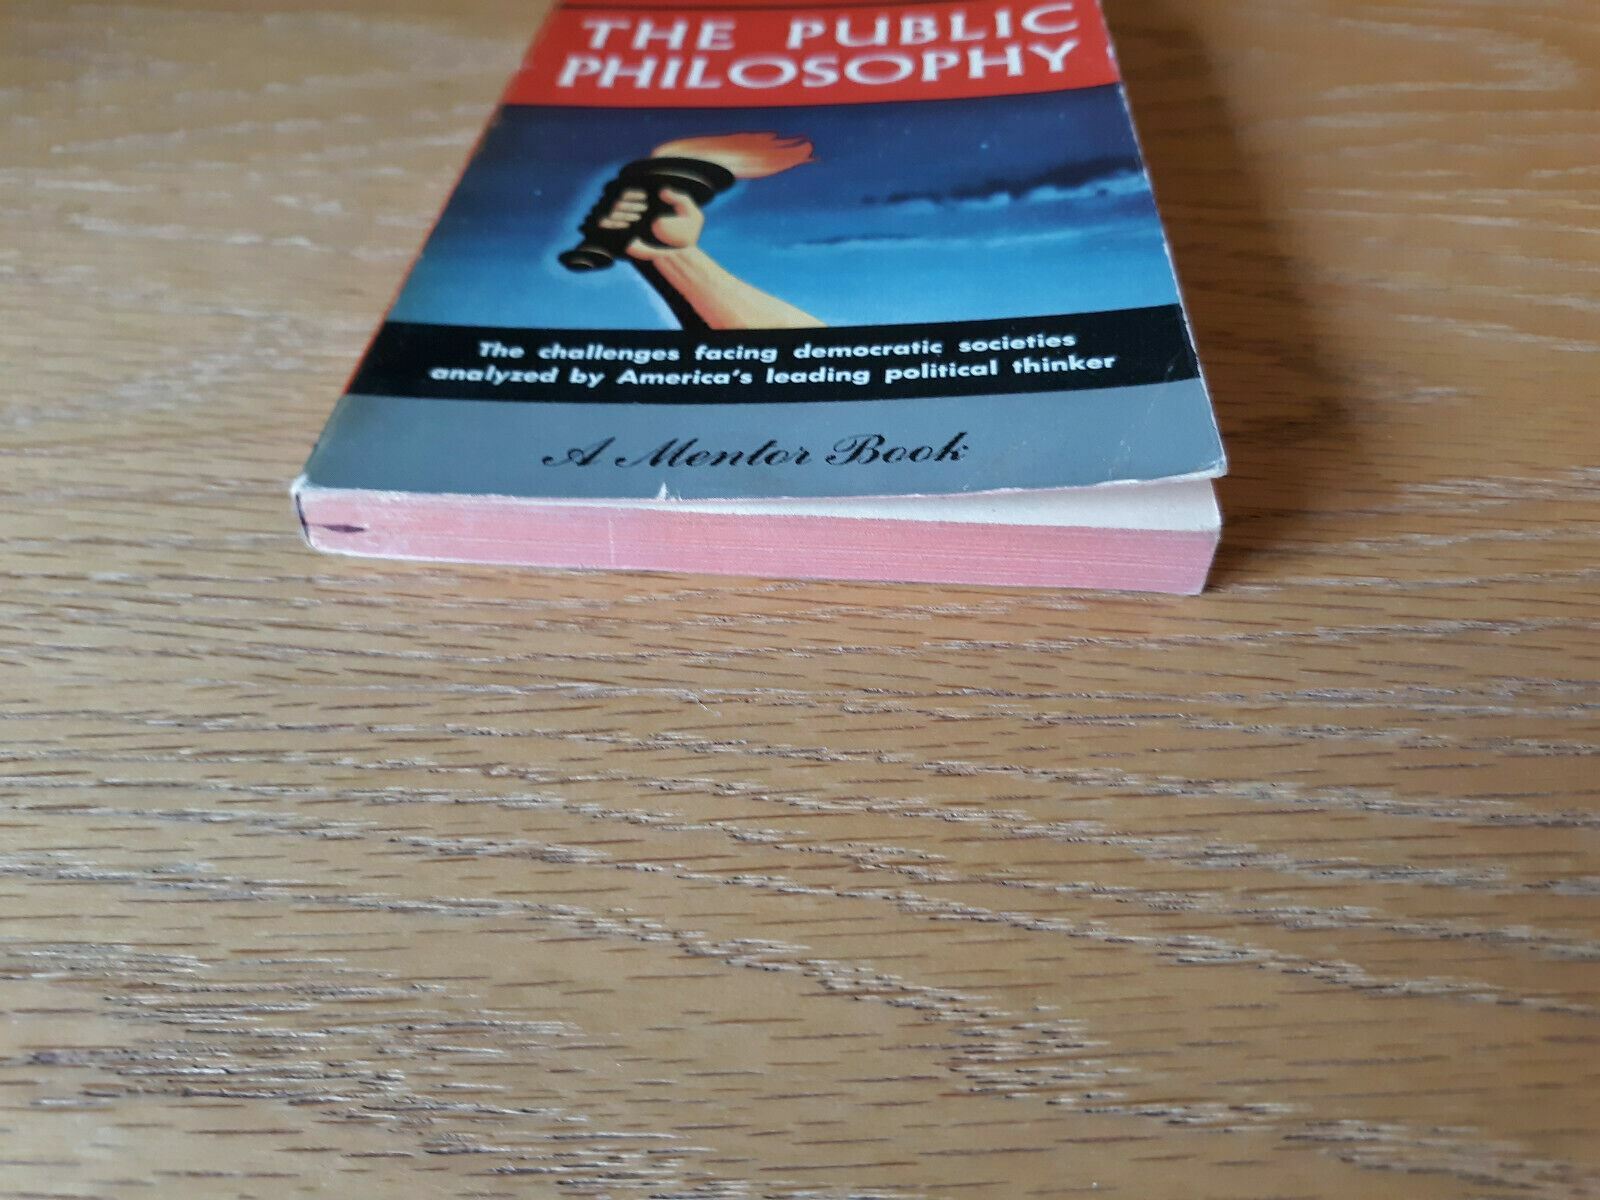 THE PUBLIC
PHILOSOPHY
The challenges facing democratic societies
analyzed by America's leading political thinker
A Mentor Book